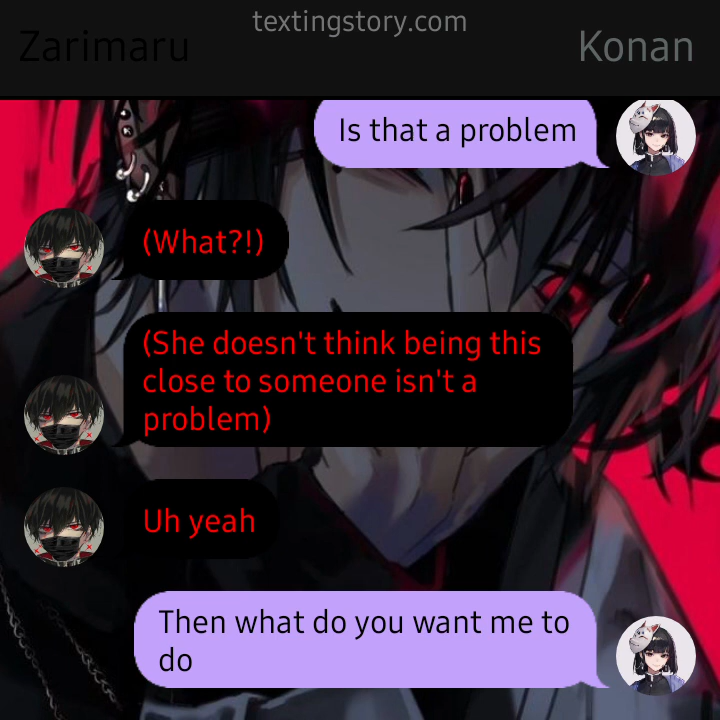 textingstory.com
Zarimaru
Konan
Is that a problem
(What?!)
(She doesn't think being this
close to someone isn't a
problem)
Uh yeah
Then what do you want me to
do